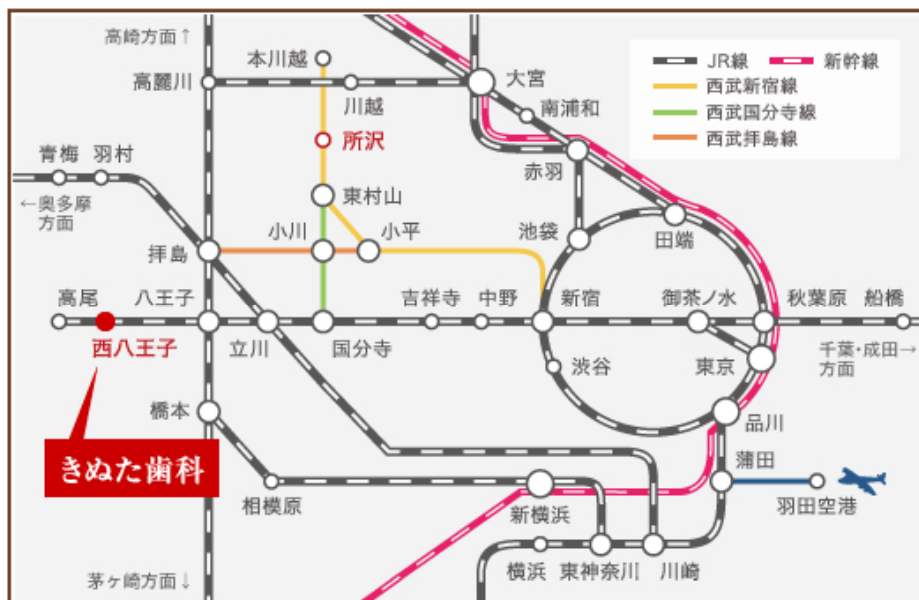 高崎方面↑
本川越
高麗川
川越
大宮
JR線
新幹線
西武新宿線
西武国分寺線
西武拝島線
南浦和
所沢
赤羽
青梅
羽村
←奥多摩
方面
東村山
小川
小平
池袋
田端
拝島
高尾
八王子
吉祥寺
中野
新宿
御茶ノ水
秋葉原
船橋
西八王子
立川
国分寺
渋谷
東京
千葉・成田→
方面
橋本
品川
きぬた歯科
蒲田
相模原
新横浜
羽田空港
横浜
東神奈川
川崎
茅ヶ崎方面↓